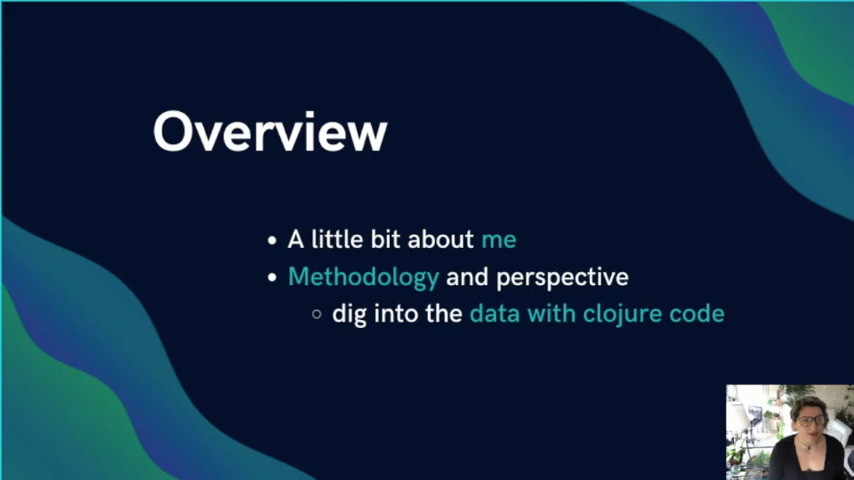 Overview
A little bit about me
Methodology and perspective
dig into the data with clojure code